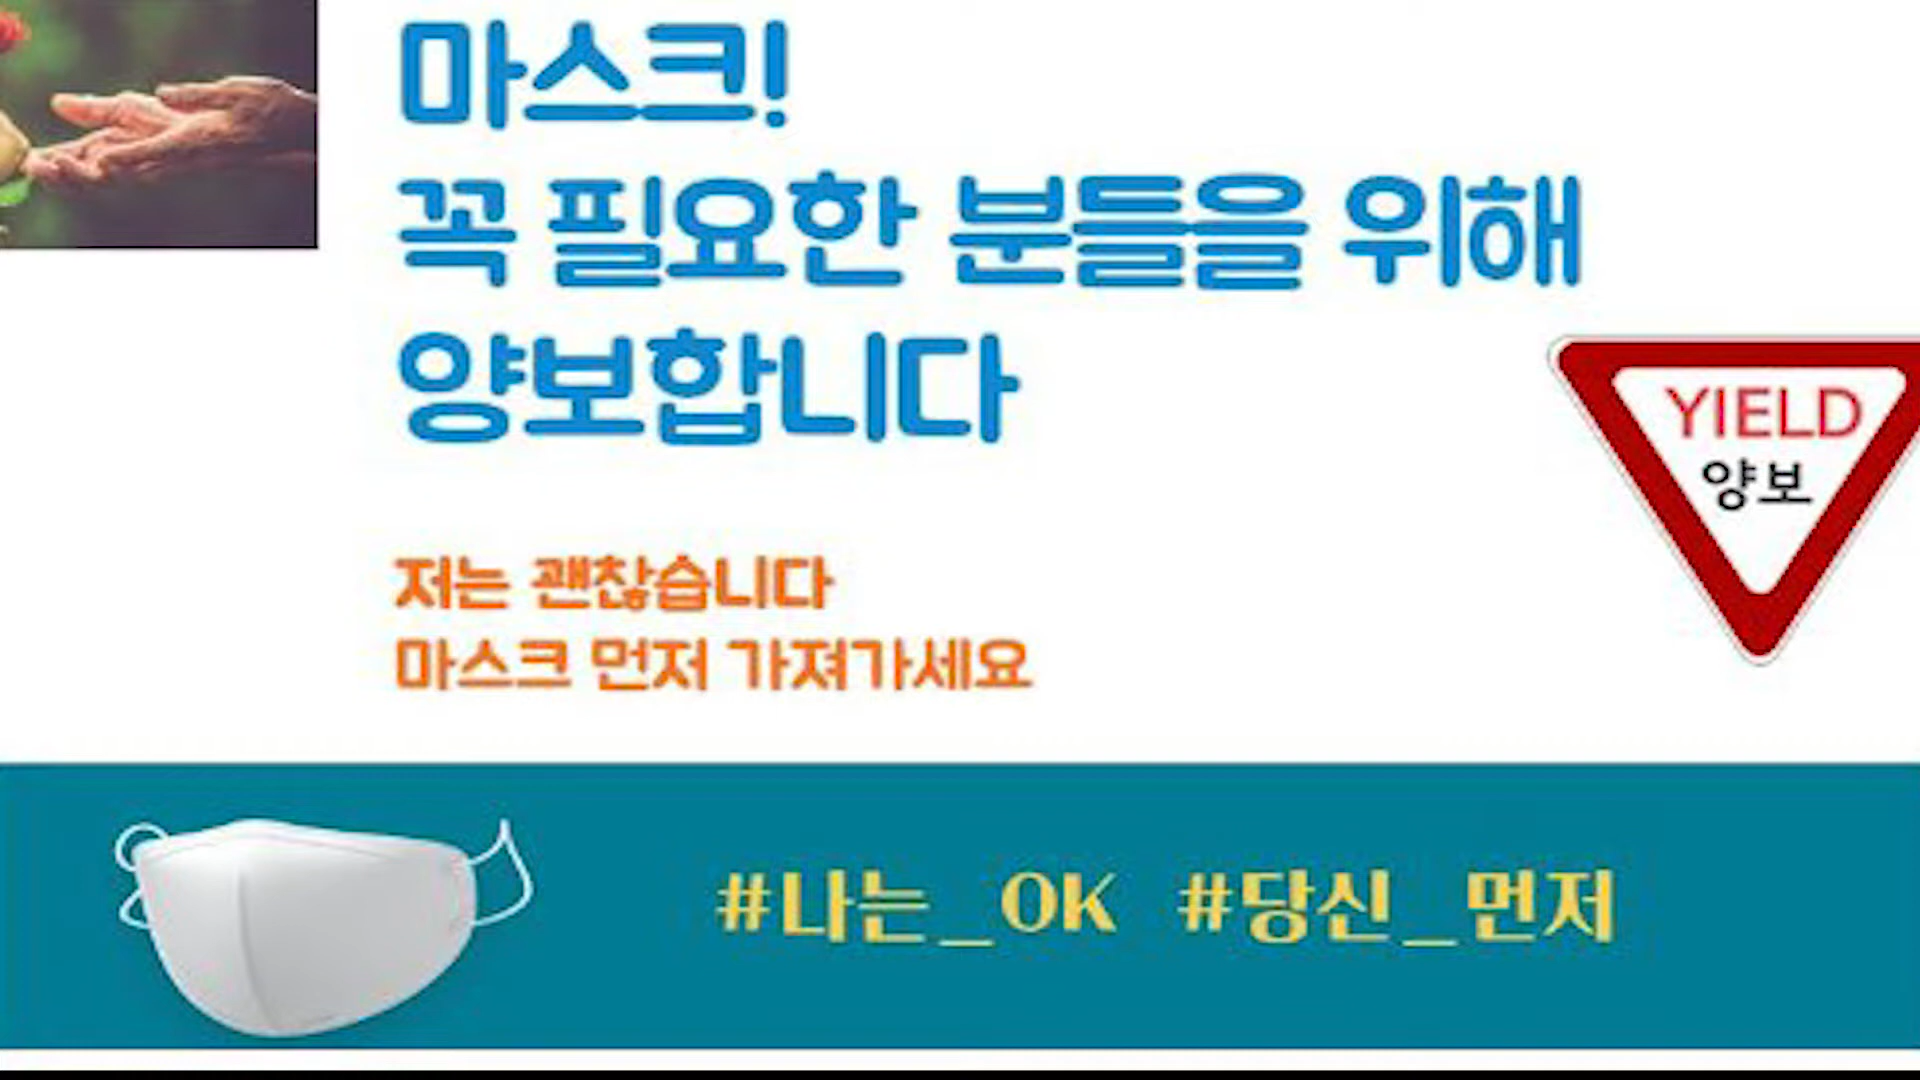 마스크!
꼭 필요한 분들을 위해
양보합니다
YIELD
양보
저는 괜찮습니다
마스크 먼저 가져가세요
#나는_OK #당신_먼저